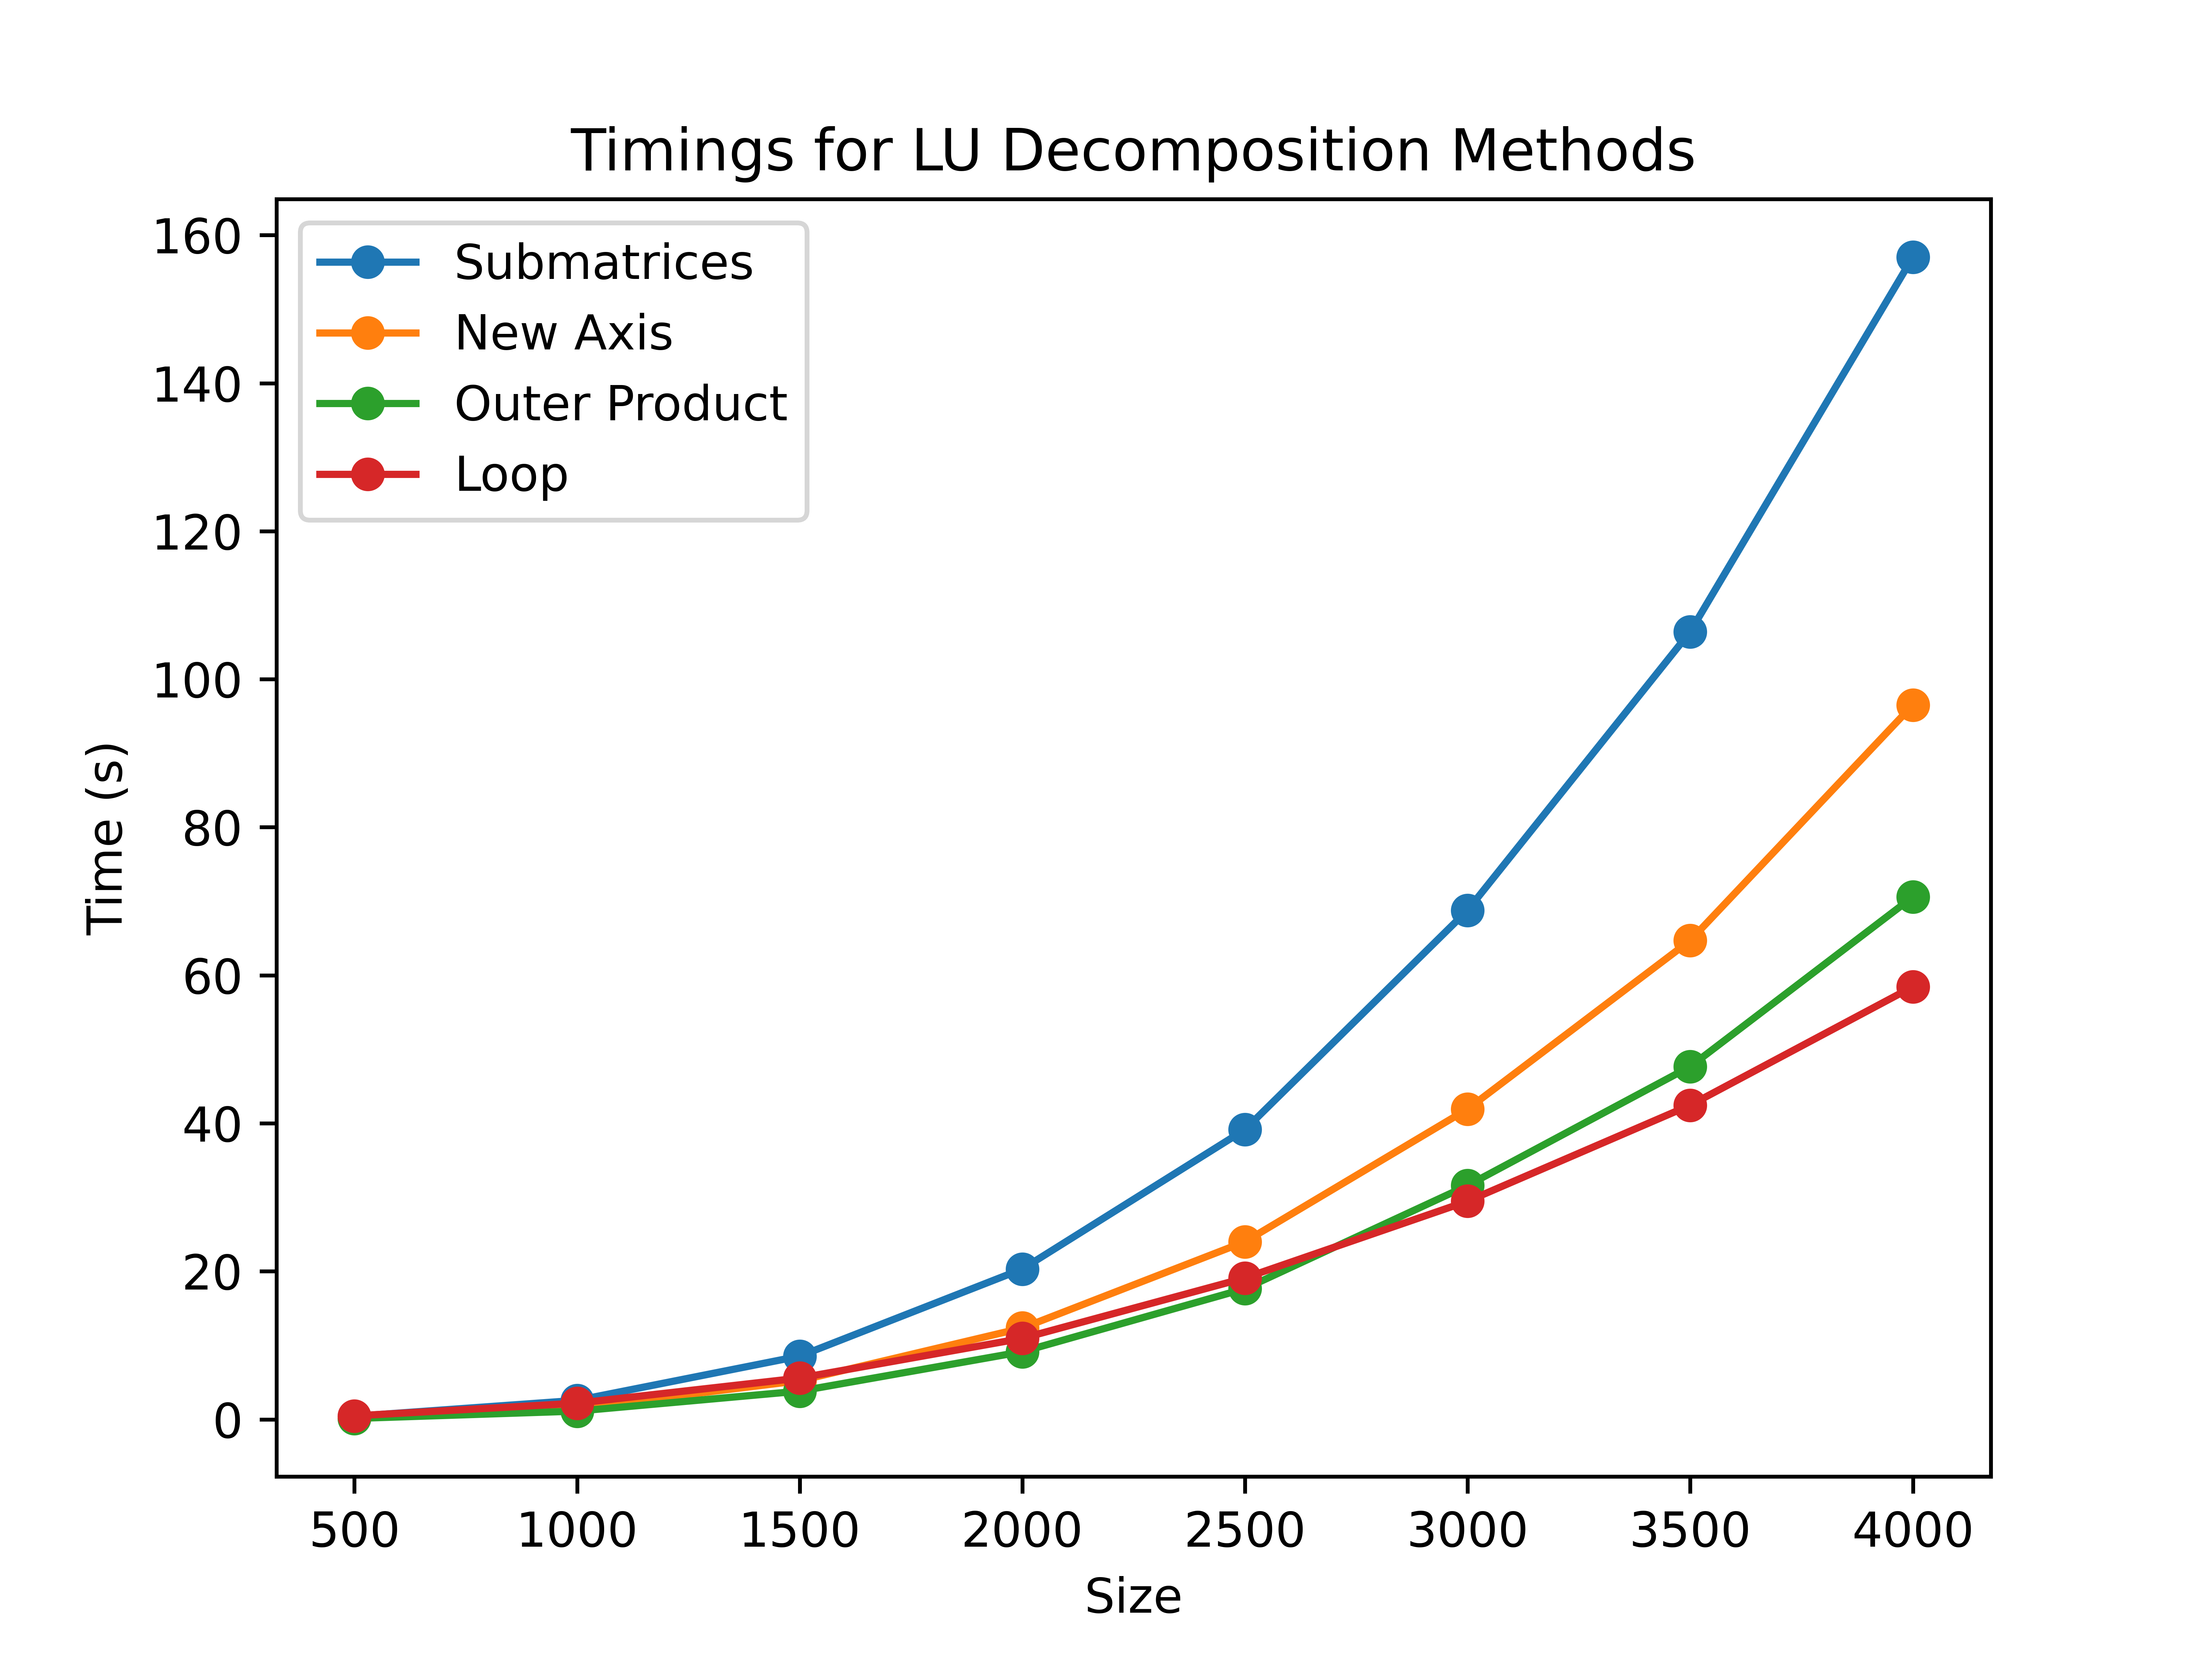 Timings for LU Decomposition Methods
Submatrices
New Axis
Outer Product
Loop
Time (s)
160
140
120
100
80
60
40
20
0
500 1000 1500 2000 2500 3000 3500 4000
Size